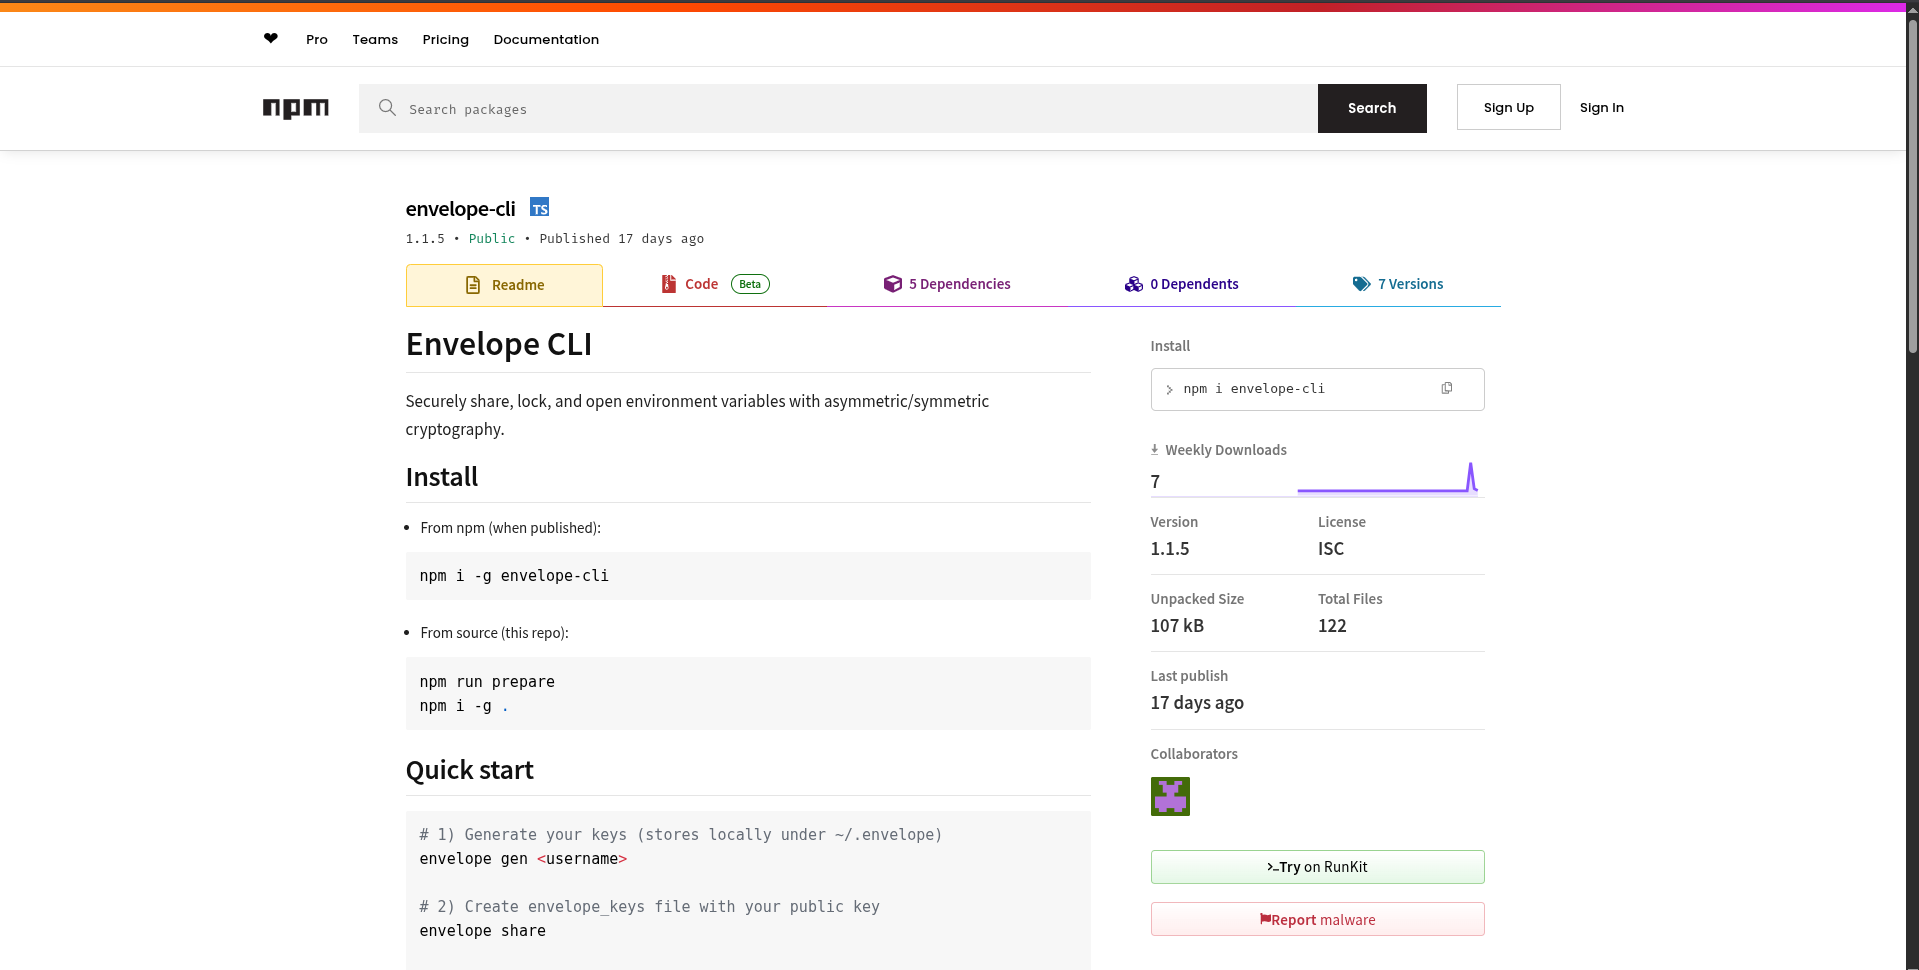 ❤ Pro Teams Pricing Documentation
npm Search packages Search Sign Up Sign In
envelope-cli TS
1.1.5 • Public • Published 17 days ago
Readme Code Beta 5 Dependencies 0 Dependents 7 Versions
Envelope CLI
Securely share, lock, and open environment variables with asymmetric/symmetric
cryptography.
Install
• From npm (when published):
npm i -g envelope-cli
• From source (this repo):
npm run prepare
npm i -g .
Quick start
# 1) Generate your keys (stores locally under ~/.envelope)
envelope gen <username>
# 2) Create envelope_keys file with your public key
envelope share
Install
> npm i envelope-cli
Weekly Downloads
7
Version License
1.1.5 ISC
Unpacked Size Total Files
107 kB 122
Last publish
17 days ago
Collaborators
>_Try on RunKit
Report malware